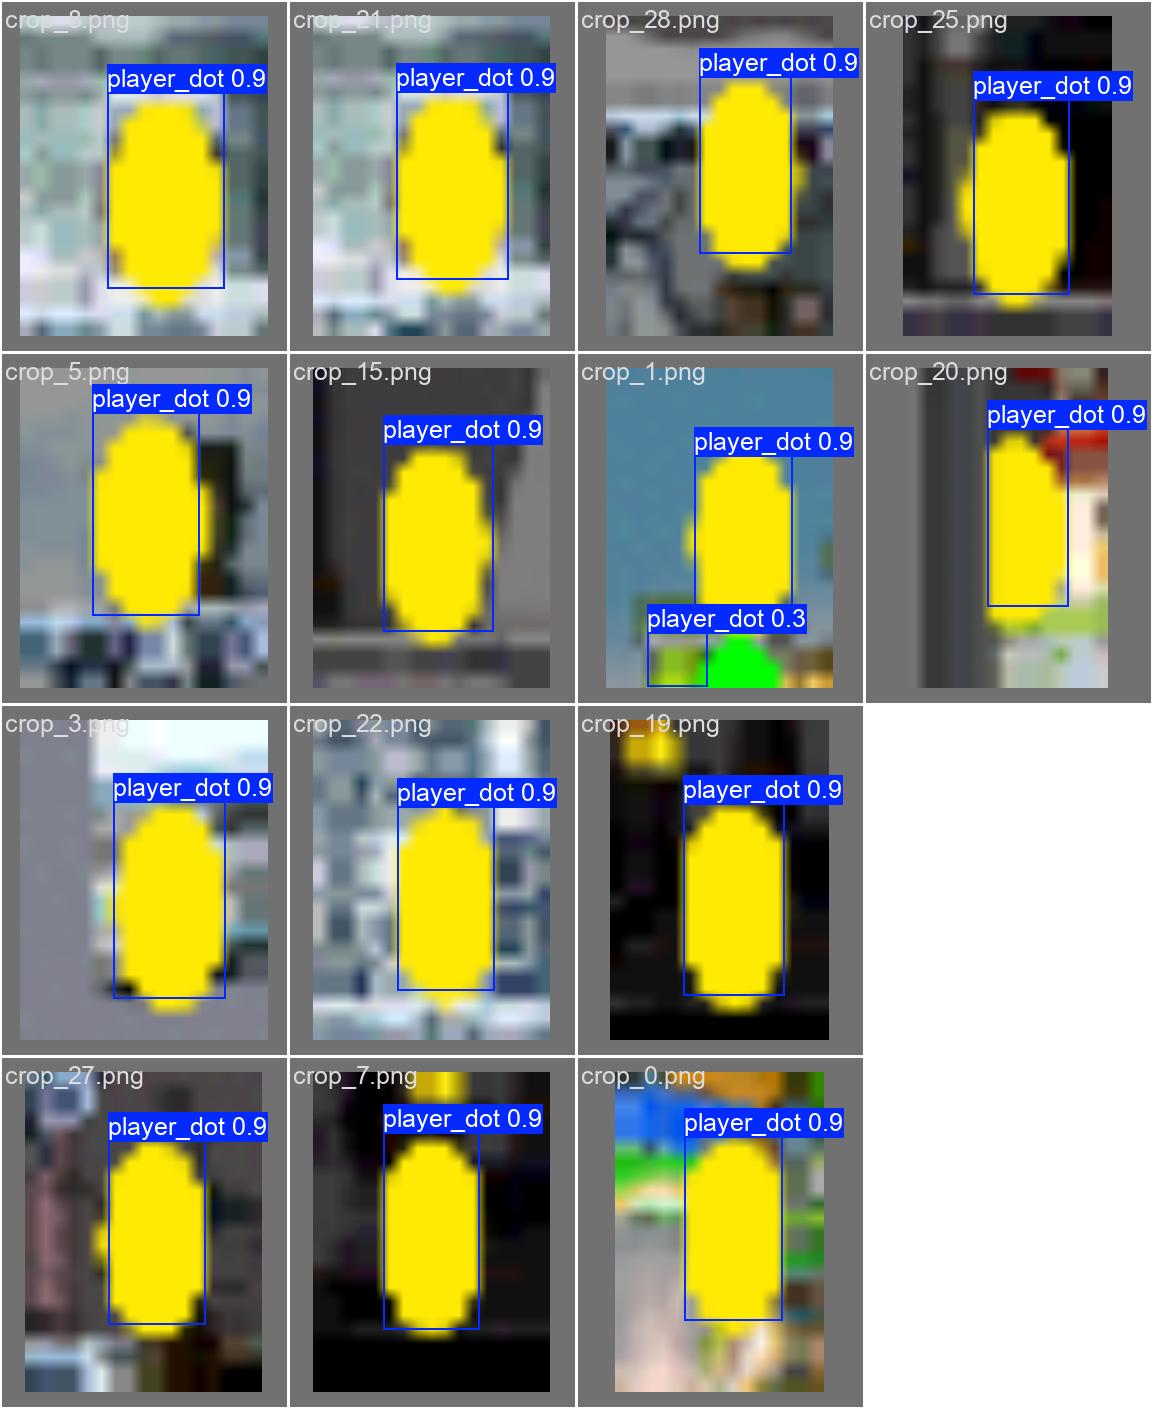 crop_8.png
player_dot 0.9
crop_21.png
player_dot 0.9
crop_28.png
player_dot 0.9
crop_25.png
player_dot 0.9
crop_5.png
player_dot 0.9
crop_15.png
player_dot 0.9
crop_1.png
player_dot 0.9
player_dot 0.3
crop_20.png
player_dot 0.9
crop_3.png
player_dot 0.9
crop_22.png
player_dot 0.9
crop_19.png
player_dot 0.9
crop_27.png
player_dot 0.9
crop_7.png
player_dot 0.9
crop_0.png
player_dot 0.9